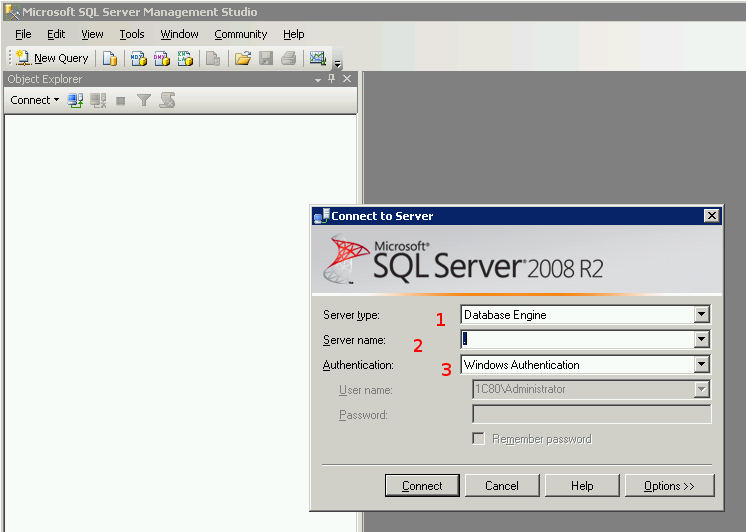 Microsoft SQL Server Management Studio
File Edit View Tools Window Community Help
New Query
Object Explorer
Connect
Connect to Server
Microsoft®
SQL Server® 2008 R2
Server type: 1 Database Engine
Server name: 2 .
Authentication: 3 Windows Authentication
User name: 1C80\Administrator
Password:
Remember password
Connect Cancel Help Options >>